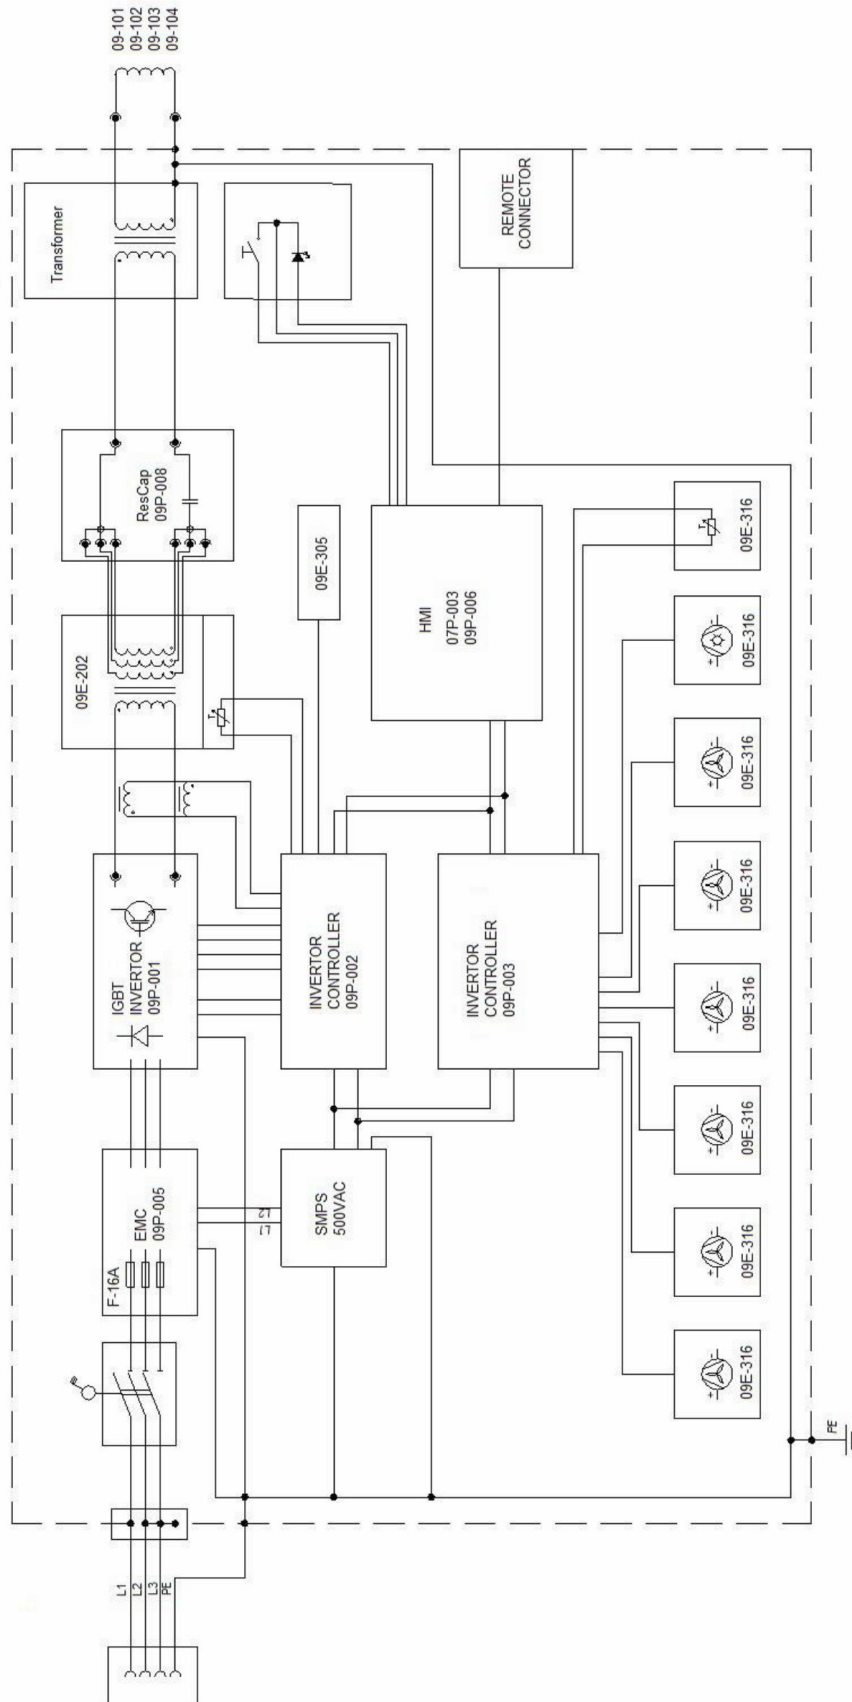 09-101
09-102
09-103
09-104
Transformer
REMOTE
CONNECTOR
ResCap
09P-008
09E-202
09E-305
HMI
07P-003
09P-006
09E-316
09E-316
09E-316
09E-316
09E-316
09E-316
09E-316
09E-316
IGBT
INVERTOR
09P-001
INVERTOR
CONTROLLER
09P-002
INVERTOR
CONTROLLER
09P-003
EMC
09P-005
F-16A
L1
L2
SMPS
500VAC
L1
L2
L3
PE
PE